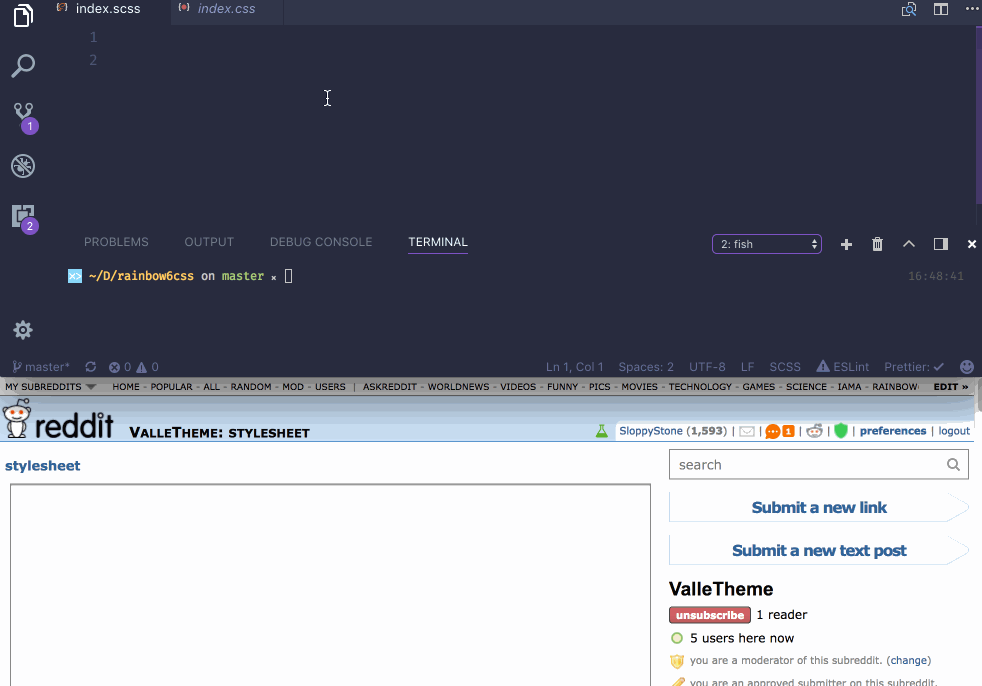 index.scss index.css
1
2
1
2
PROBLEMS OUTPUT DEBUG CONSOLE TERMINAL 2: fish
~/D/rainbow6css on master × 16:48:41
master* 0 0 Ln 1, Col 1 Spaces: 2 UTF-8 LF SCSS ESLint Prettier: ✓
MY SUBREDDITS HOME - POPULAR - ALL - RANDOM - MOD - USERS | ASKREDDIT - WORLDNEWS - VIDEOS - FUNNY - PICS - MOVIES - TECHNOLOGY - GAMES - SCIENCE - IAMA - RAINBOW EDIT »
reddit VALLETHEME: STYLESHEET SloppyStone (1,593) | | 1 | | | preferences | logout
stylesheet
search
Submit a new link
Submit a new text post
ValleTheme
unsubscribe 1 reader
5 users here now
you are a moderator of this subreddit. (change)
you are an approved submitter on this subreddit.